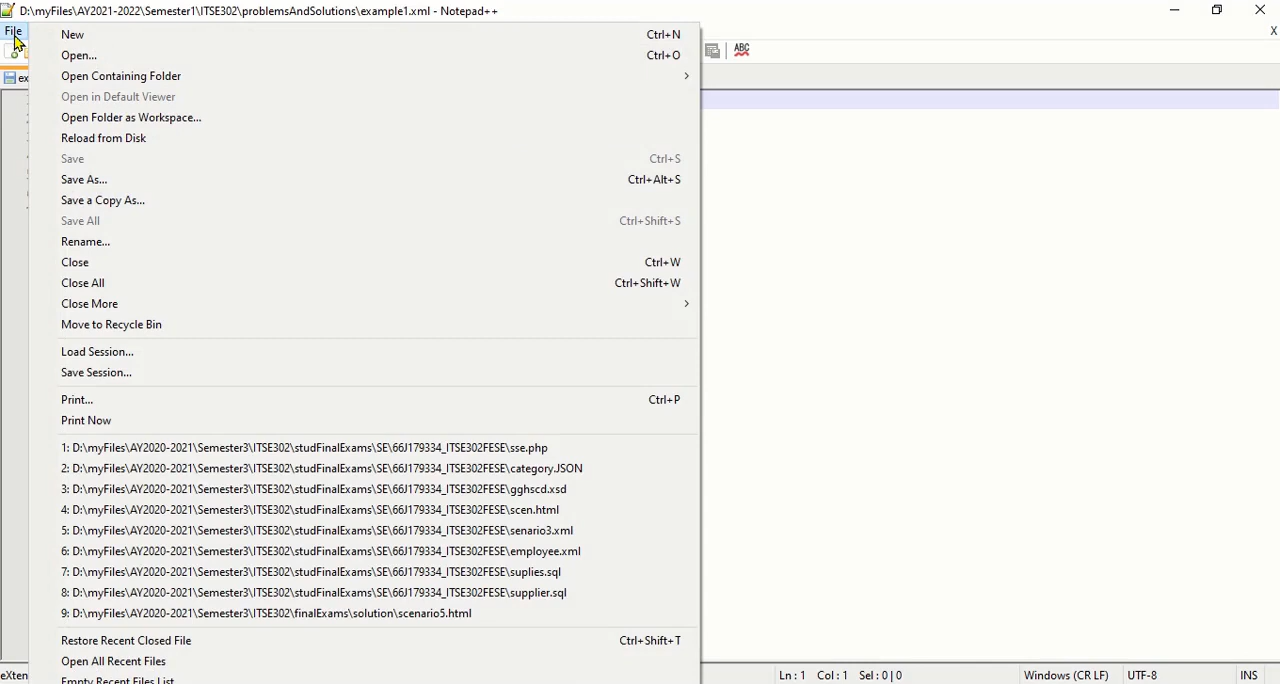 D:\myFiles\AY2021-2022\Semester1\ITSE302\problemsAndSolutions\example1.xml - Notepad++
File
X
New Ctrl+N
Open... Ctrl+O
ABC
Open Containing Folder
ex
Open in Default Viewer
Open Folder as Workspace...
Reload from Disk
Save Ctrl+S
Save As... Ctrl+Alt+S
Save a Copy As...
Save All Ctrl+Shift+S
Rename...
Close Ctrl+W
Close All Ctrl+Shift+W
Close More
Move to Recycle Bin
Load Session...
Save Session...
Print... Ctrl+P
Print Now
1: D:\myFiles\AY2020-2021\Semester3\ITSE302\studFinalExams\SE\66J179334_ITSE302FESE\sse.php
2: D:\myFiles\AY2020-2021\Semester3\ITSE302\studFinalExams\SE\66J179334_ITSE302FESE\category.JSON
3: D:\myFiles\AY2020-2021\Semester3\ITSE302\studFinalExams\SE\66J179334_ITSE302FESE\gghscd.xsd
4: D:\myFiles\AY2020-2021\Semester3\ITSE302\studFinalExams\SE\66J179334_ITSE302FESE\scen.html
5: D:\myFiles\AY2020-2021\Semester3\ITSE302\studFinalExams\SE\66J179334_ITSE302FESE\senario3.xml
6: D:\myFiles\AY2020-2021\Semester3\ITSE302\studFinalExams\SE\66J179334_ITSE302FESE\employee.xml
7: D:\myFiles\AY2020-2021\Semester3\ITSE302\studFinalExams\SE\66J179334_ITSE302FESE\suplies.sql
8: D:\myFiles\AY2020-2021\Semester3\ITSE302\studFinalExams\SE\66J179334_ITSE302FESE\supplier.sql
9: D:\myFiles\AY2020-2021\Semester3\ITSE302\finalExams\solution\scenario5.html
Restore Recent Closed File Ctrl+Shift+T
Open All Recent Files
Empty Recent Files List
eXten Ln:1 Col:1 Sel:0|0 Windows (CR LF) UTF-8 INS